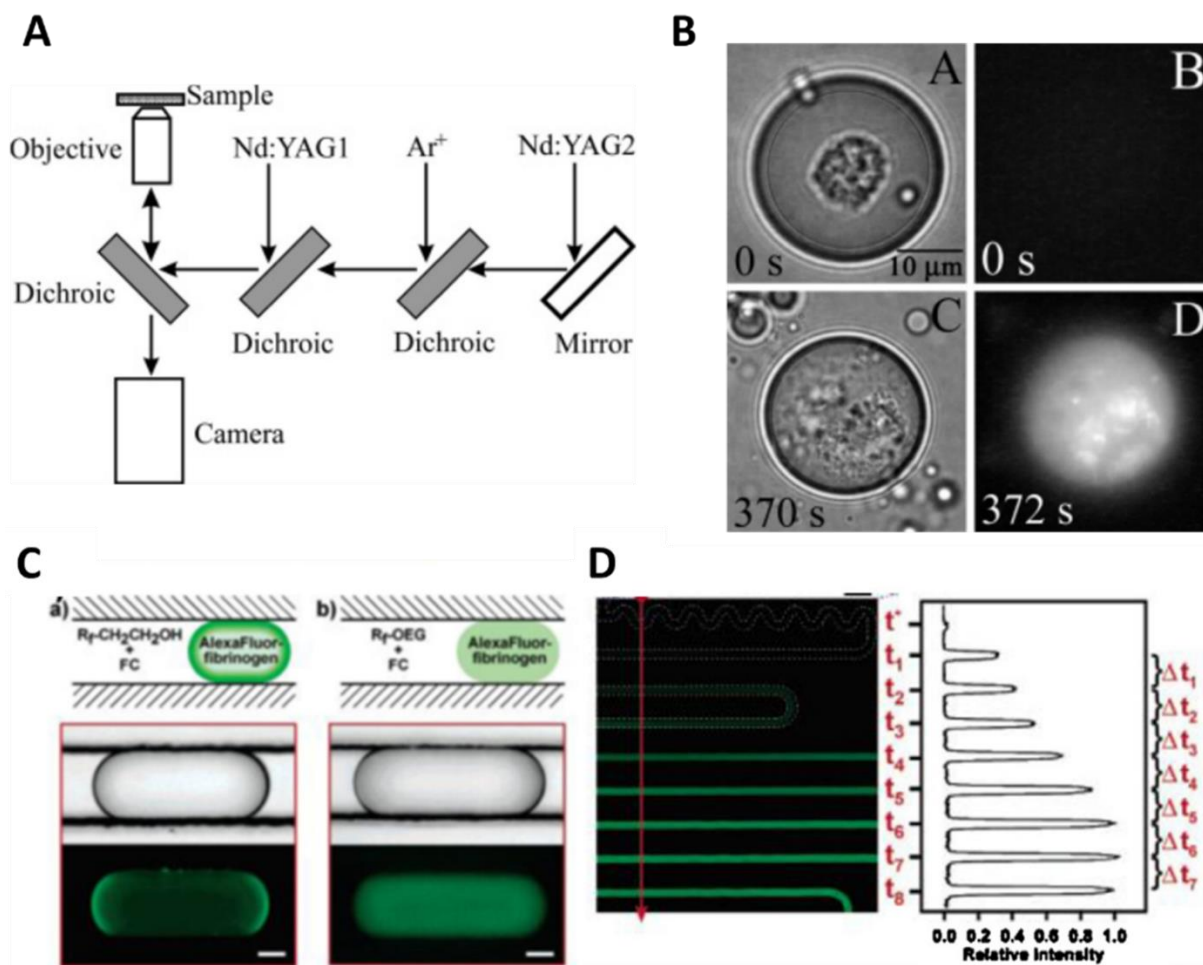 A
Sample
Objective
Nd:YAG1
Ar+
Nd:YAG2
Dichroic
Dichroic
Dichroic
Mirror
Camera
B
A
0 s
10 μm
B
0 s
C
370 s
D
372 s
C
a)
Rf-CH2CH2OH
+
FC
AlexaFluor-
fibrinogen
b)
Rf-OEG
+
FC
AlexaFluor-
fibrinogen
D
t*
t1
t2
t3
t4
t5
t6
t7
t8
Δt1
Δt2
Δt3
Δt4
Δt5
Δt6
Δt7
0.0 0.2 0.4 0.6 0.8 1.0
Relative Intensity